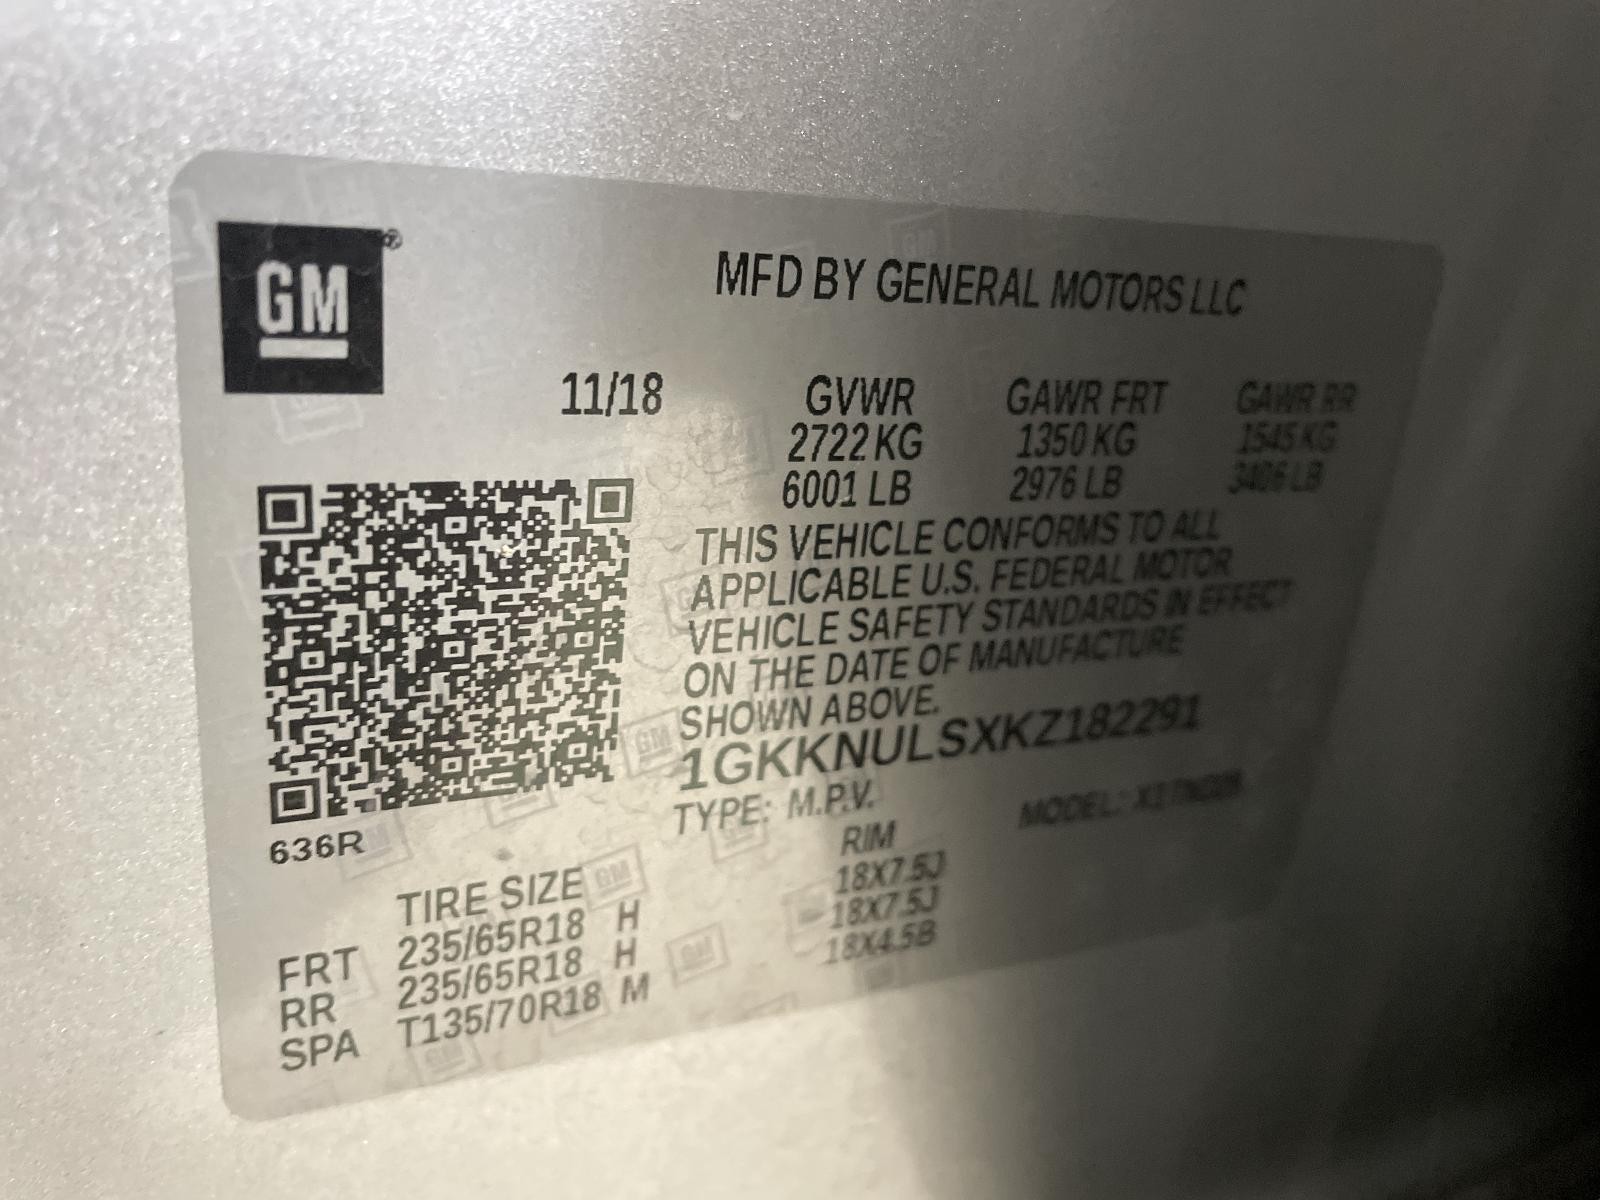 GM®
MFD BY GENERAL MOTORS LLC
11/18 GVWR GAWR FRT GAWR RR
2722 KG 1350 KG 1545 KG
6001 LB 2976 LB 3406 LB
THIS VEHICLE CONFORMS TO ALL
APPLICABLE U.S. FEDERAL MOTOR
VEHICLE SAFETY STANDARDS IN EFFECT
ON THE DATE OF MANUFACTURE
SHOWN ABOVE.
1GKKNULSXKZ182291
TYPE: M.P.V. MODEL:
636R
TIRE SIZE RIM
FRT 235/65R18 H 18X7.5J
RR 235/65R18 H 18X7.5J
SPA T135/70R18 M 18X4.5B